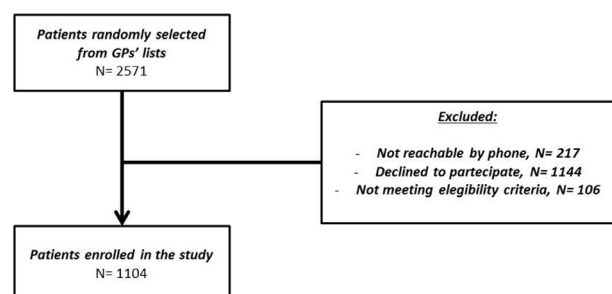 Patients randomly selected
from GPs' lists
N= 2571
Excluded:
- Not reachable by phone, N= 217
- Declined to partecipate, N= 1144
- Not meeting elegibility criteria, N= 106
Patients enrolled in the study
N= 1104